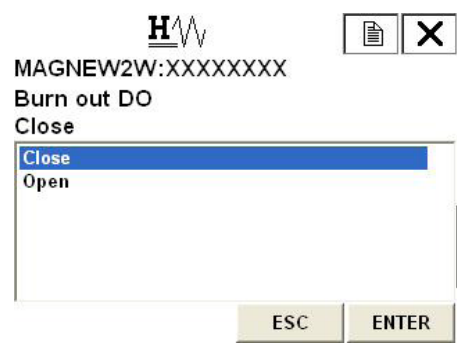 H
MAGNEW2W:XXXXXXXX
Burn out DO
Close
Close
Open
ESC ENTER